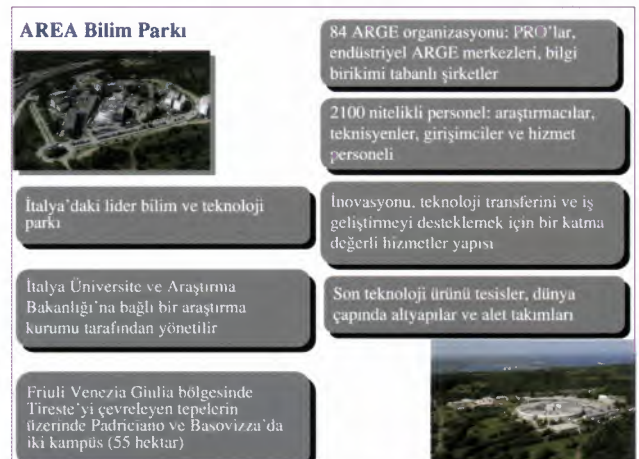 AREA Bilim Parkı
İtalya'daki lider bilim ve teknoloji
parkı
İtalya Üniversite ve Araştırma
Bakanlığı'na bağlı bir araştırma
kurumu tarafından yönetilir
Friuli Venezia Giulia bölgesinde
Tireste'yi çevreleyen tepelerin
üzerinde Padriciano ve Basovizza'da
iki kampüs (55 hektar)
84 ARGE organizasyonu: PRO'lar,
endüstriyel ARGE merkezleri, bilgi
birikimi tabanlı şirketler
2100 nitelikli personel: araştırmacılar,
teknisyenler, girişimciler ve hizmet
personeli
İnovasyonu, teknoloji transferini ve iş
geliştirmeyi desteklemek için bir katma
değerli hizmetler yapısı
Son teknoloji ürünü tesisler, dünya
çapında altyapılar ve alet takımları